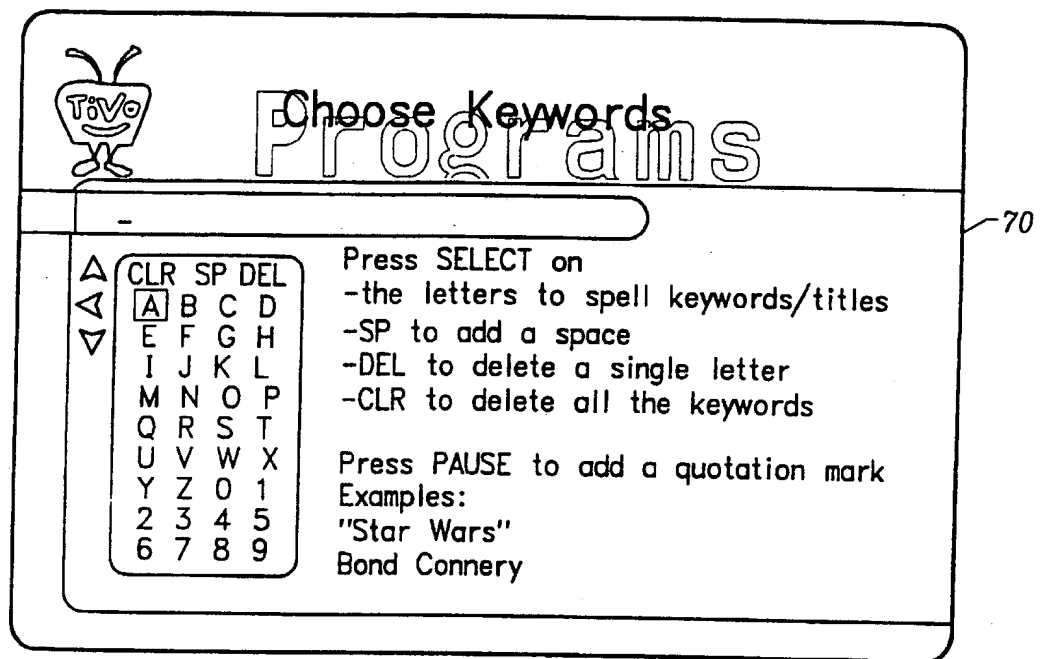 TiVo
Choose Keywords
Programs
70
CLR SP DEL
A B C D
E F G H
I J K L
M N O P
Q R S T
U V W X
Y Z 0 1
2 3 4 5
6 7 8 9
Press SELECT on
-the letters to spell keywords/titles
-SP to add a space
-DEL to delete a single letter
-CLR to delete all the keywords
Press PAUSE to add a quotation mark
Examples:
"Star Wars"
Bond Connery